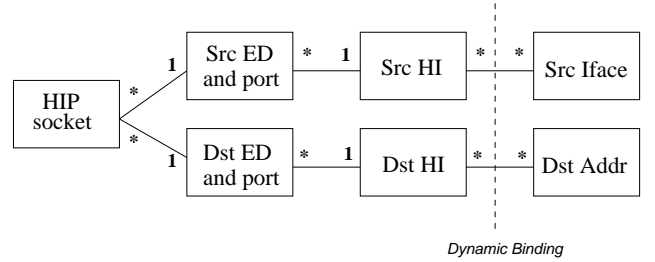 HIP
socket
*
*
1
1
Src ED
and port
*
1
Src HI
*
*
Src Iface
Dst ED
and port
*
1
Dst HI
*
*
Dst Addr
Dynamic Binding